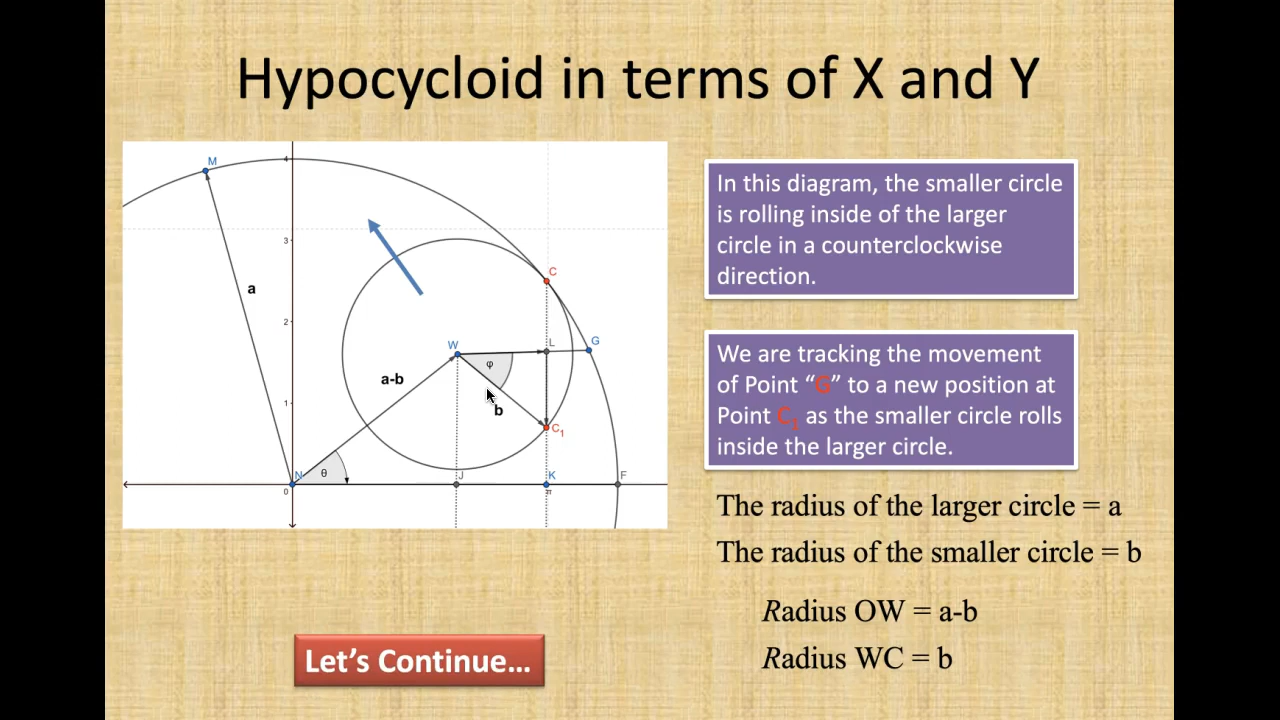 Hypocycloid in terms of X and Y
M
4
3
2
1
0
a
a-b
b
W
C
L
G
φ
C1
N
θ
J
K
F
π
In this diagram, the smaller circle
is rolling inside of the larger
circle in a counterclockwise
direction.
We are tracking the movement
of Point “G” to a new position at
Point C1 as the smaller circle rolls
inside the larger circle.
The radius of the larger circle = a
The radius of the smaller circle = b
Radius OW = a-b
Radius WC = b
Let’s Continue…